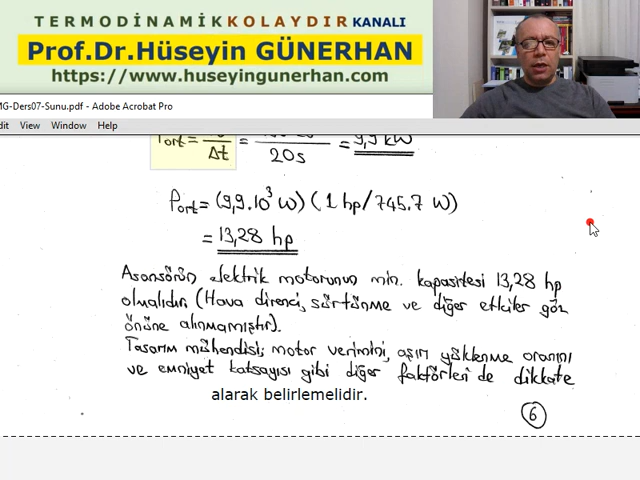 TERMODİNAMİK KOLAYDIR KANALI
Prof.Dr.Hüseyin GÜNERHAN
https://www.huseyingunerhan.com
MG-Ders07-Sunu.pdf - Adobe Acrobat Pro
dit View Window Help
Δt = 20s = 9,9 kW
Port = (9,9.10³ W) (1 hp/745.7 W)
= 13,28 hp
Asansörün elektrik motorunun min. kapasitesi 13,28 hp
olmalıdır (Hava direnci, sürtünme ve diğer etkiler göz
önüne alınmamıştır).
Tasarım mühendisi; motor verimini, aşırı yüklenme oranını
ve emniyet katsayısı gibi diğer faktörleri de dikkate
alarak belirlemelidir.
6